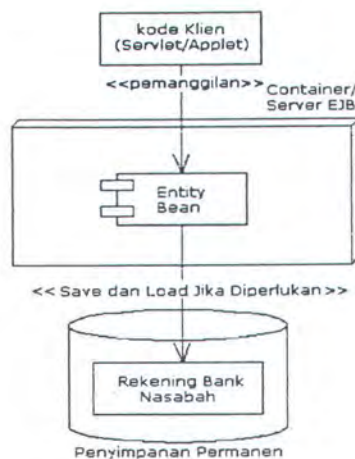 kode Klien
(Servlet/Applet)
<<pemanggilan>>
Container/
Server EJB
Entity
Bean
<< Save dan Load Jika Diperlukan >>
Rekening Bank
Nasabah
Penyimpanan Permanen